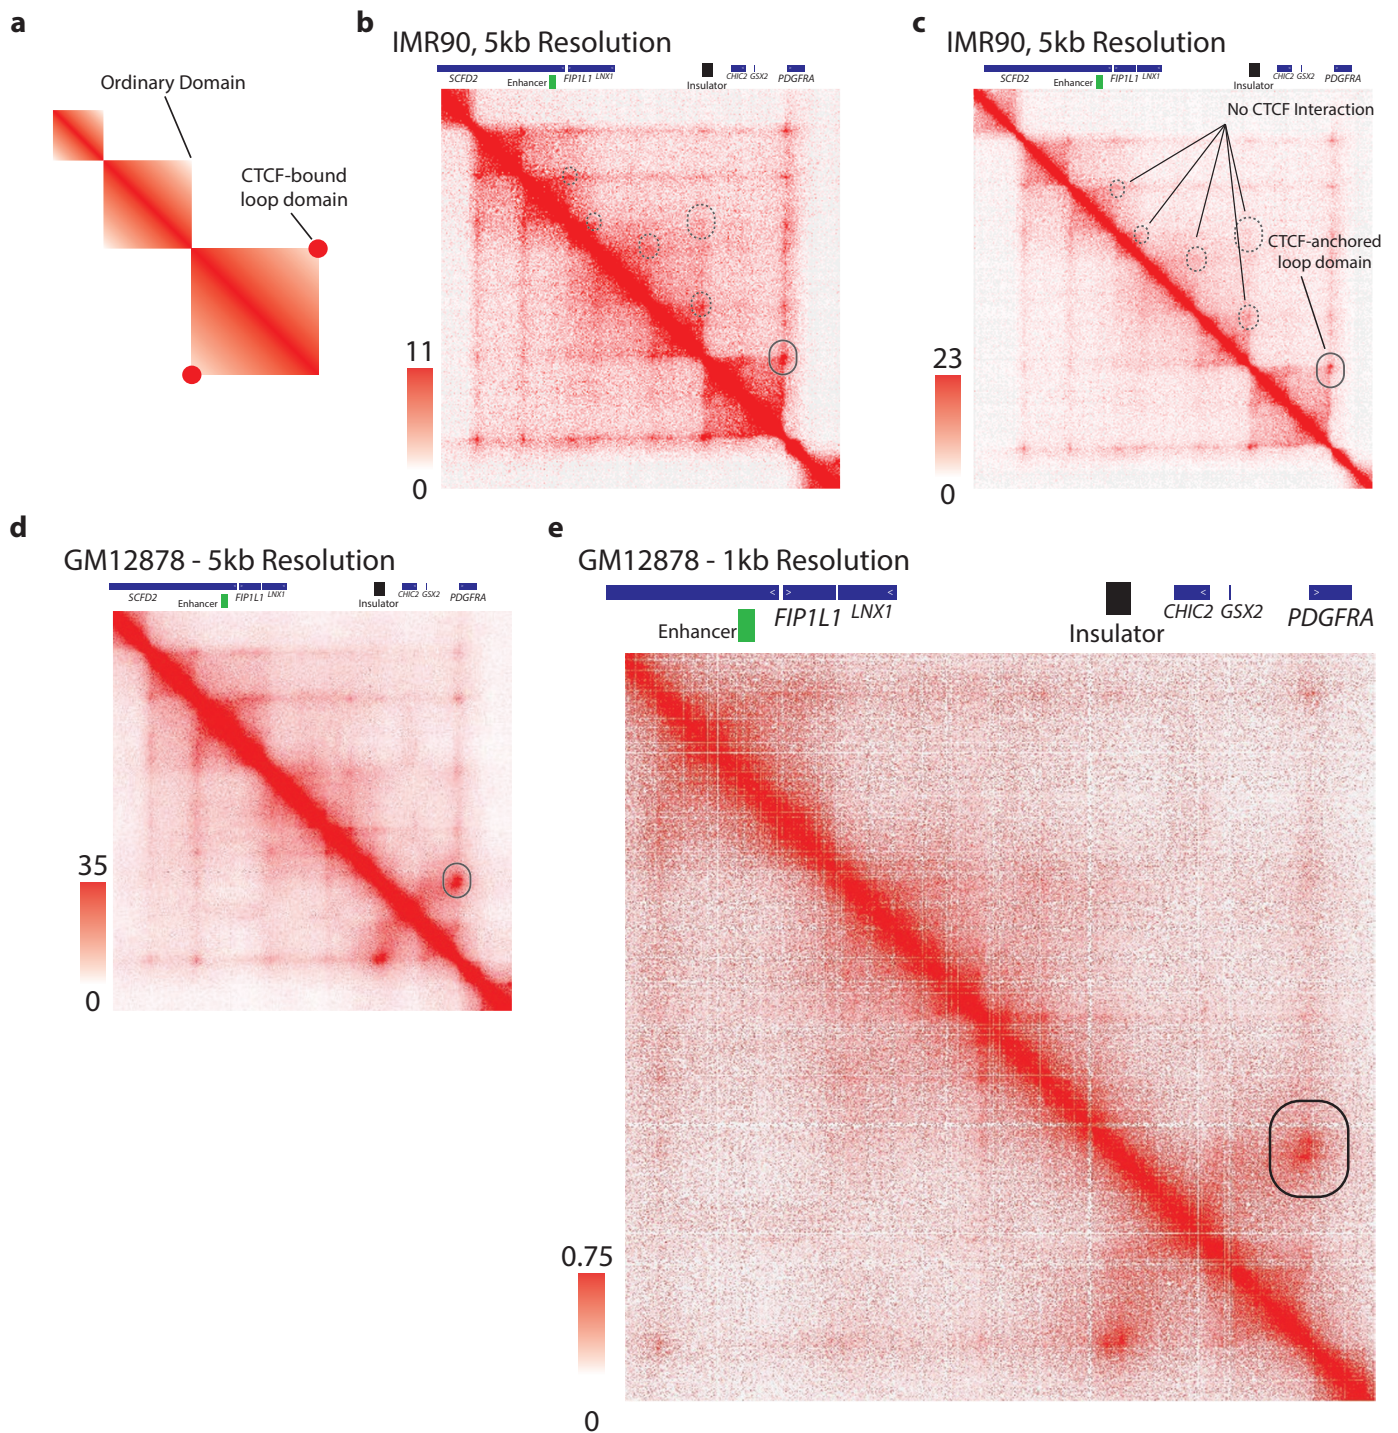 a
Ordinary Domain
CTCF-bound
loop domain
b
IMR90, 5kb Resolution
SCFD2
Enhancer
FIP1L1
LNX1
Insulator
CHIC2
GSX2
PDGFRA
11
0
c
IMR90, 5kb Resolution
SCFD2
Enhancer
FIP1L1
LNX1
Insulator
CHIC2
GSX2
PDGFRA
No CTCF Interaction
CTCF-anchored
loop domain
23
0
d
GM12878 - 5kb Resolution
SCFD2
Enhancer
FIP1L1
LNX1
Insulator
CHIC2
GSX2
PDGFRA
35
0
e
GM12878 - 1kb Resolution
< > < < >
Enhancer
FIP1L1
LNX1
Insulator
CHIC2
GSX2
PDGFRA
0.75
0